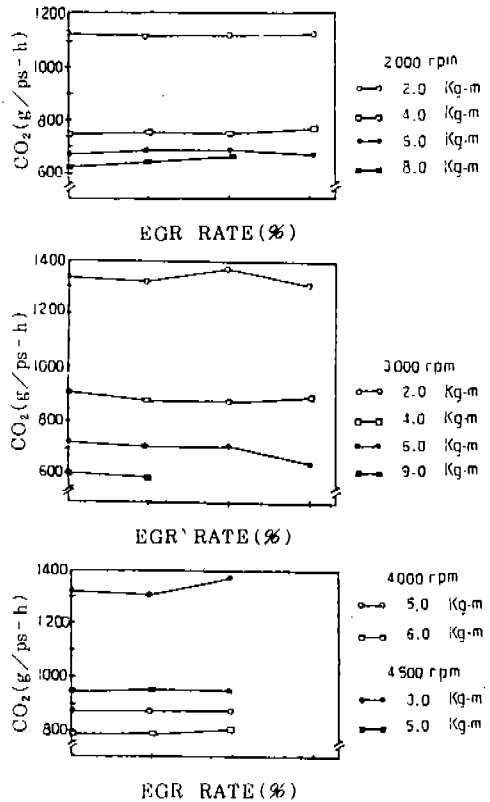 1200
1000
800
600
CO₂(g/ps-h)
EGR RATE(%)
2000 rpm
2.0 Kg-m
4.0 Kg-m
6.0 Kg-m
8.0 Kg-m
1400
1200
1000
800
600
CO₂(g/ps-h)
EGR RATE(%)
3000 rpm
2.0 Kg-m
4.0 Kg-m
6.0 Kg-m
9.0 Kg-m
1400
1200
1000
800
CO₂(g/ps-h)
EGR RATE(%)
4000 rpm
5.0 Kg-m
6.0 Kg-m
4500 rpm
3.0 Kg-m
5.0 Kg-m